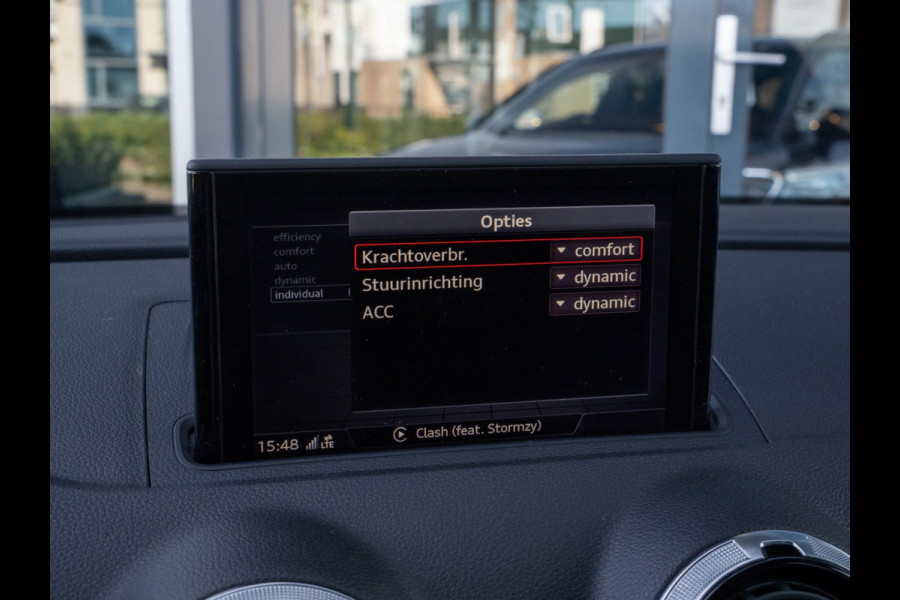 Opties
efficiency
comfort
auto
dynamic
individual
Krachtoverbr. comfort
Stuurinrichting dynamic
ACC dynamic
15:48 LTE Clash (feat. Stormzy)